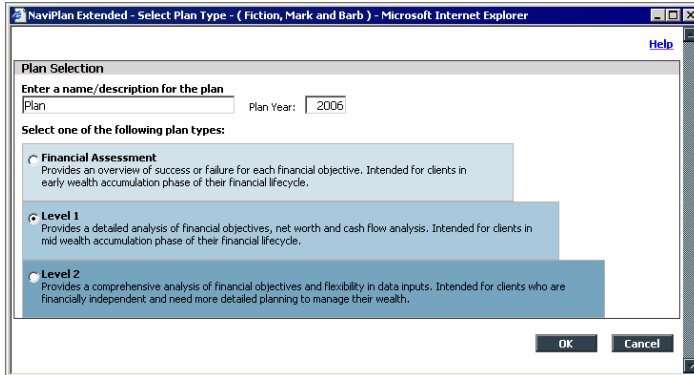 NaviPlan Extended - Select Plan Type - ( Fiction, Mark and Barb ) - Microsoft Internet Explorer
Help
Plan Selection
Enter a name/description for the plan
Plan Plan Year: 2006
Select one of the following plan types:
Financial Assessment
Provides an overview of success or failure for each financial objective. Intended for clients in
early wealth accumulation phase of their financial lifecycle.
Level 1
Provides a detailed analysis of financial objectives, net worth and cash flow analysis. Intended for clients in
mid wealth accumulation phase of their financial lifecycle.
Level 2
Provides a comprehensive analysis of financial objectives and flexibility in data inputs. Intended for clients who are
financially independent and need more detailed planning to manage their wealth.
OK Cancel